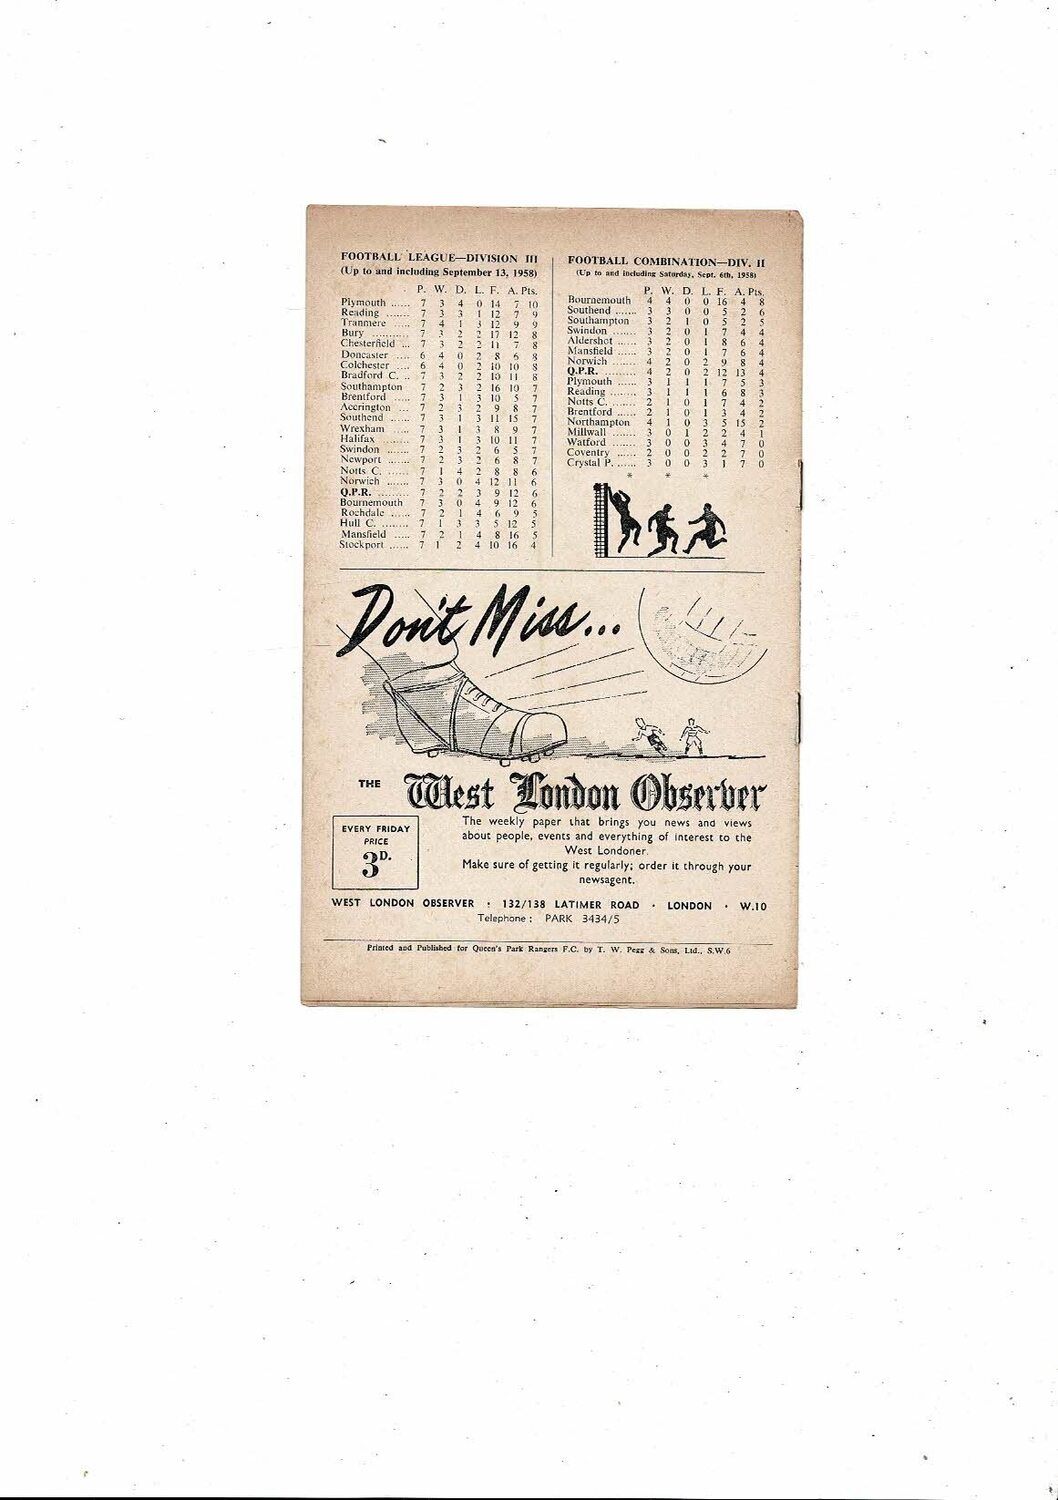 FOOTBALL LEAGUE—DIVISION III
(Up to and including September 13, 1958)
P. W. D. L. F. A. Pts.
Plymouth ...... 7 3 4 0 14 7 10
Reading ....... 7 3 3 1 12 7 9
Tranmere ..... 7 4 1 3 12 9 9
Bury ........... 7 3 2 2 17 12 8
Chesterfield ... 7 3 2 2 11 7 8
Doncaster .... 6 4 0 2 8 6 8
Colchester .... 6 4 0 2 10 10 8
Bradford C. .. 7 3 2 2 10 11 8
Southampton 7 2 3 2 16 10 7
Brentford ..... 7 3 1 3 10 5 7
Accrington ... 7 2 3 2 9 8 7
Southend ..... 7 3 1 3 11 15 7
Wrexham ..... 7 3 1 3 8 9 7
Halifax ....... 7 3 1 3 10 11 7
Swindon ...... 7 2 3 2 6 5 7
Newport ...... 7 2 3 2 6 8 7
Notts C. ...... 7 1 4 2 8 8 6
Norwich ...... 7 3 0 4 12 11 6
Q.P.R. ......... 7 2 2 3 9 12 6
Bournemouth 7 3 0 4 9 12 6
Rochdale ..... 7 2 1 4 6 9 5
Hull C. ........ 7 1 3 3 5 12 5
Mansfield ..... 7 2 1 4 8 16 5
Stockport ..... 7 1 2 4 10 16 4
FOOTBALL COMBINATION—DIV. II
(Up to and including Saturday, Sept. 6th, 1958)
P. W. D. L. F. A. Pts.
Bournemouth 4 4 0 0 16 4 8
Southend ....... 3 3 0 0 5 2 6
Southampton 3 2 1 0 5 2 5
Swindon ....... 3 2 0 1 7 4 4
Aldershot ...... 3 2 0 1 8 6 4
Mansfield ...... 3 2 0 1 7 6 4
Norwich ....... 4 2 0 2 9 8 4
Q.P.R. .......... 4 2 0 2 12 13 4
Plymouth ...... 3 1 1 1 7 5 3
Reading ........ 3 1 1 1 6 8 3
Notts C. ....... 2 1 0 1 7 4 2
Brentford ...... 2 1 0 1 3 4 2
Northampton 4 1 0 3 5 15 2
Millwall ....... 3 0 1 2 2 4 1
Watford ....... 3 0 0 3 4 7 0
Coventry ...... 2 0 0 2 2 7 0
Crystal P. ...... 3 0 0 3 1 7 0
* * *
Don't Miss...
THE West London Observer
EVERY FRIDAY
PRICE
3D.
The weekly paper that brings you news and views
about people, events and everything of interest to the
West Londoner.
Make sure of getting it regularly; order it through your
newsagent.
WEST LONDON OBSERVER : 132/138 LATIMER ROAD · LONDON · W.10
Telephone : PARK 3434/5
Printed and Published for Queen's Park Rangers F.C. by T. W. Pegg & Sons, Ltd., S.W.6